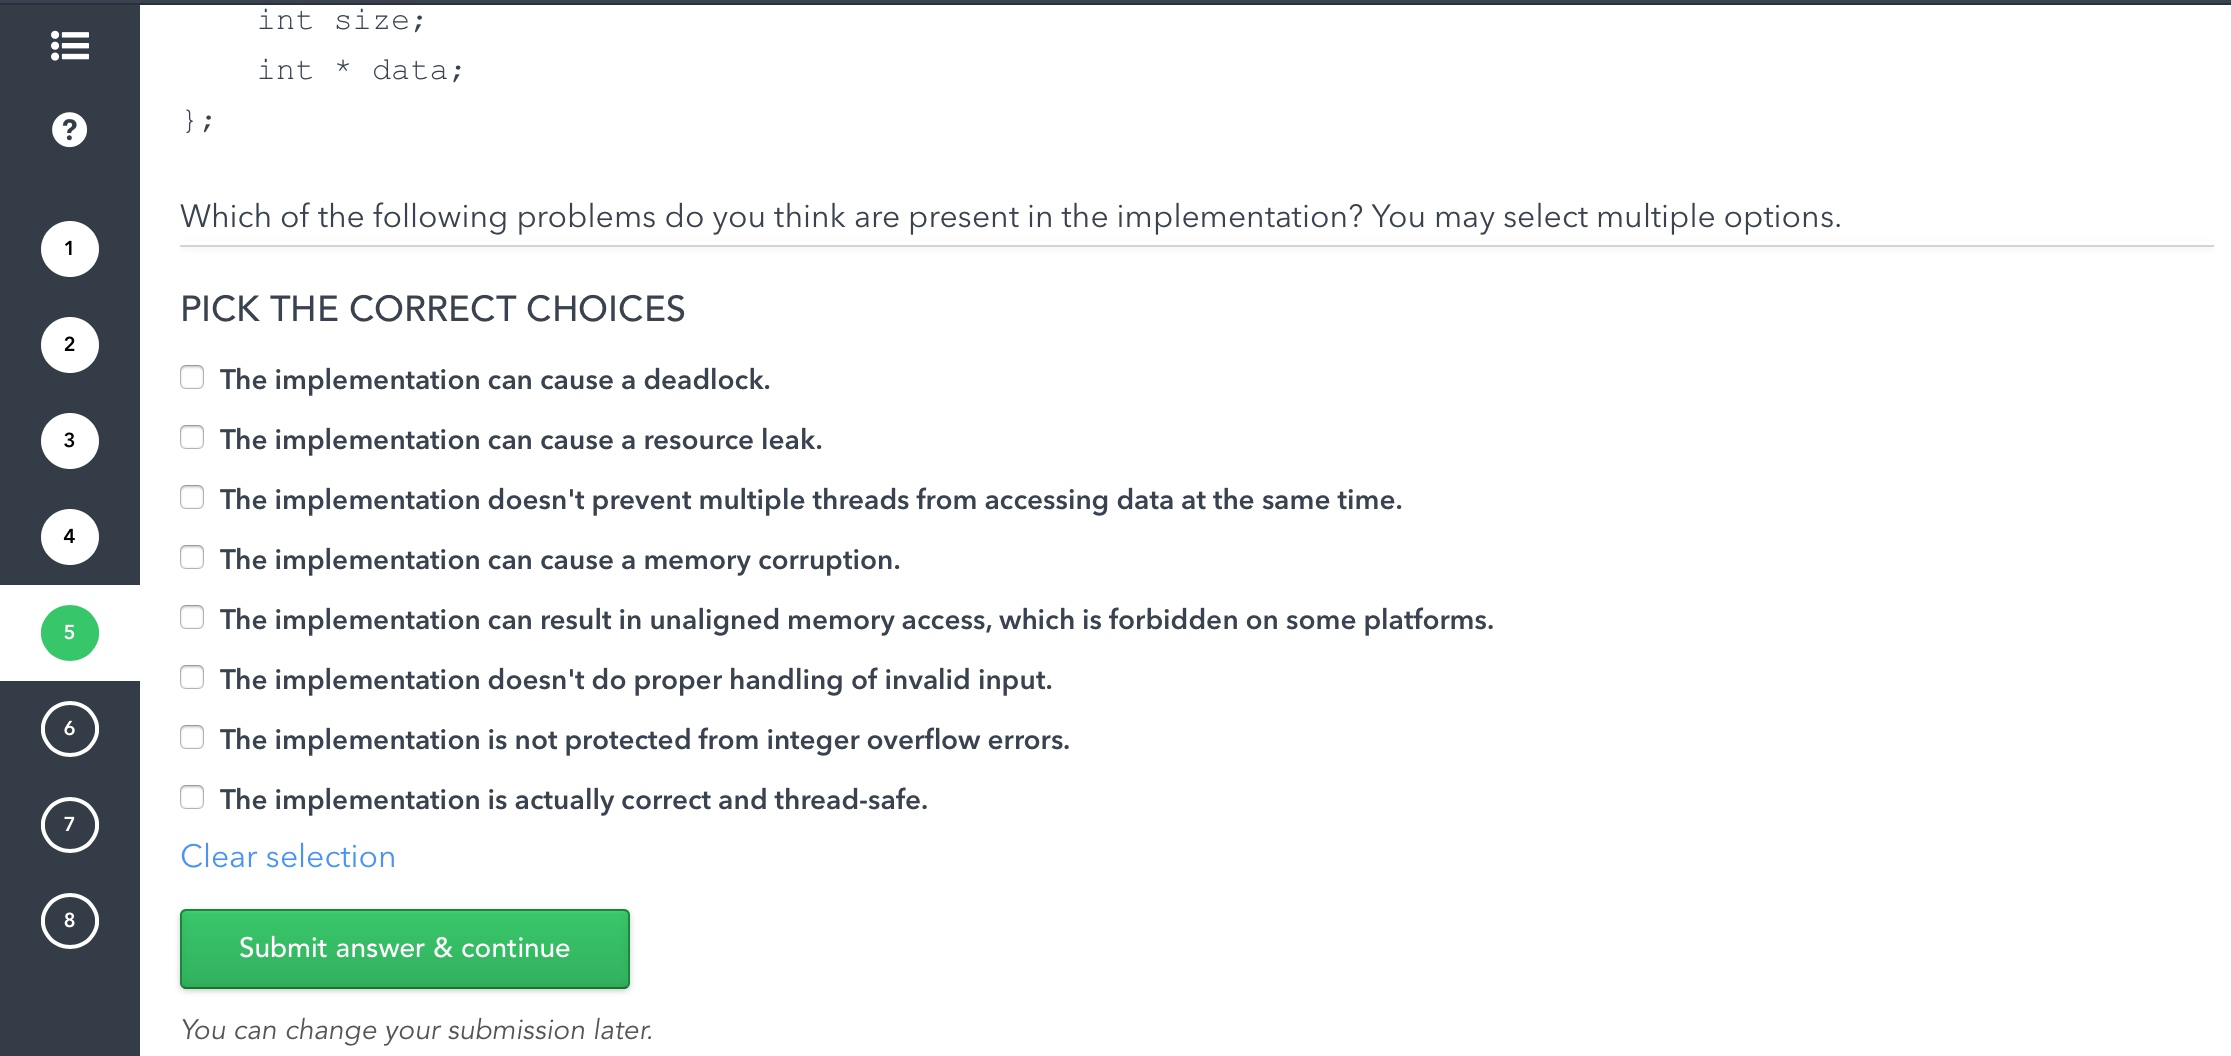 int size;
int * data;
};
?
Which of the following problems do you think are present in the implementation? You may select multiple options.
1
PICK THE CORRECT CHOICES
2
The implementation can cause a deadlock.
The implementation can cause a resource leak.
3
The implementation doesn't prevent multiple threads from accessing data at the same time.
4
The implementation can cause a memory corruption.
The implementation can result in unaligned memory access, which is forbidden on some platforms.
5
The implementation doesn't do proper handling of invalid input.
6
The implementation is not protected from integer overflow errors.
The implementation is actually correct and thread-safe.
7
Clear selection
8
Submit answer & continue
You can change your submission later.